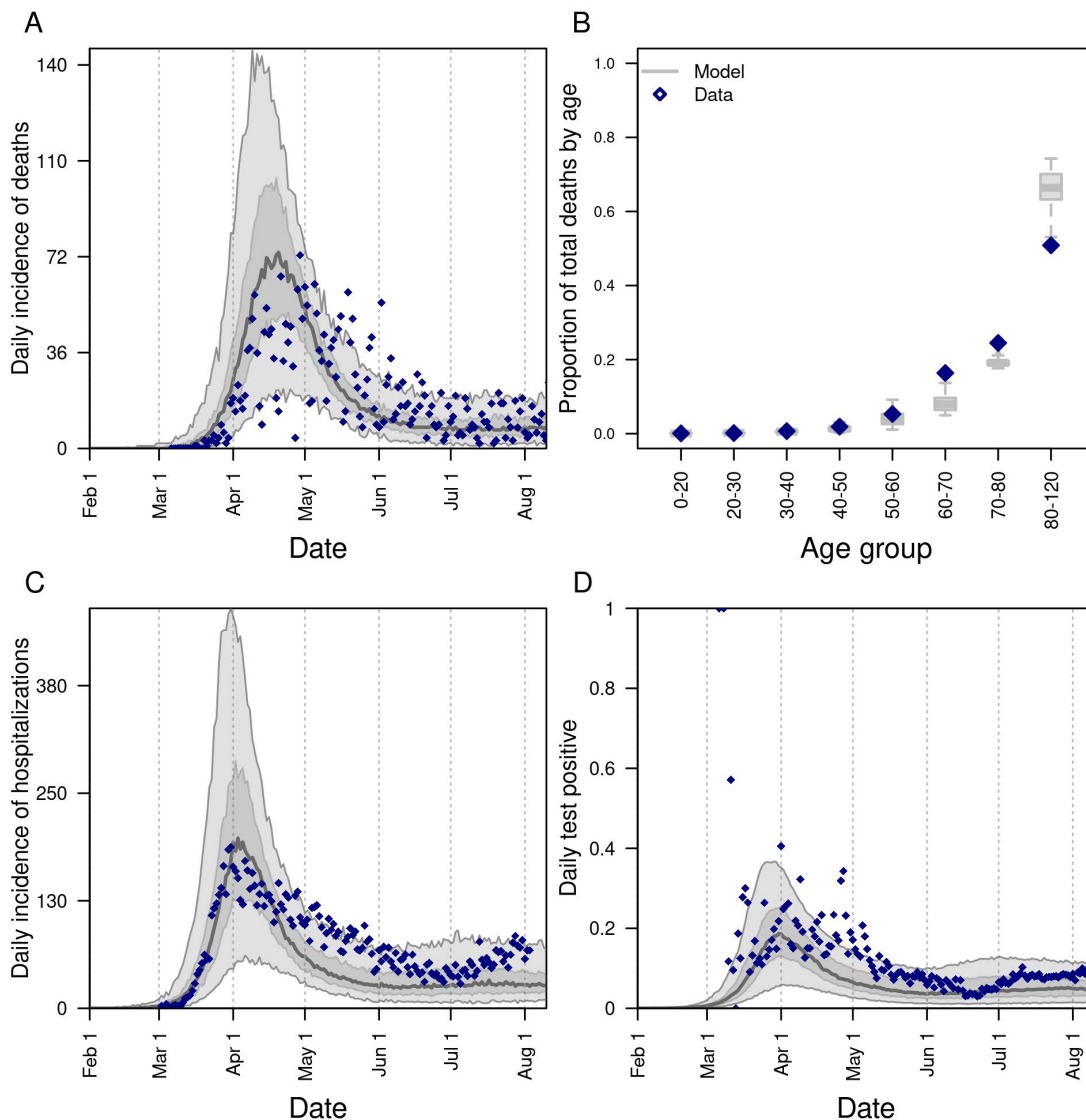 A
Daily incidence of deaths
140
110
72
36
0
Feb 1
Mar 1
Apr 1
May 1
Jun 1
Jul 1
Aug 1
Date
B
Proportion of total deaths by age
1.0
0.8
0.6
0.4
0.2
0.0
Model
Data
0-20
20-30
30-40
40-50
50-60
60-70
70-80
80-120
Age group
C
Daily incidence of hospitalizations
380
250
130
0
Feb 1
Mar 1
Apr 1
May 1
Jun 1
Jul 1
Aug 1
Date
D
Daily test positive
1
0.8
0.6
0.4
0.2
0
Feb 1
Mar 1
Apr 1
May 1
Jun 1
Jul 1
Aug 1
Date